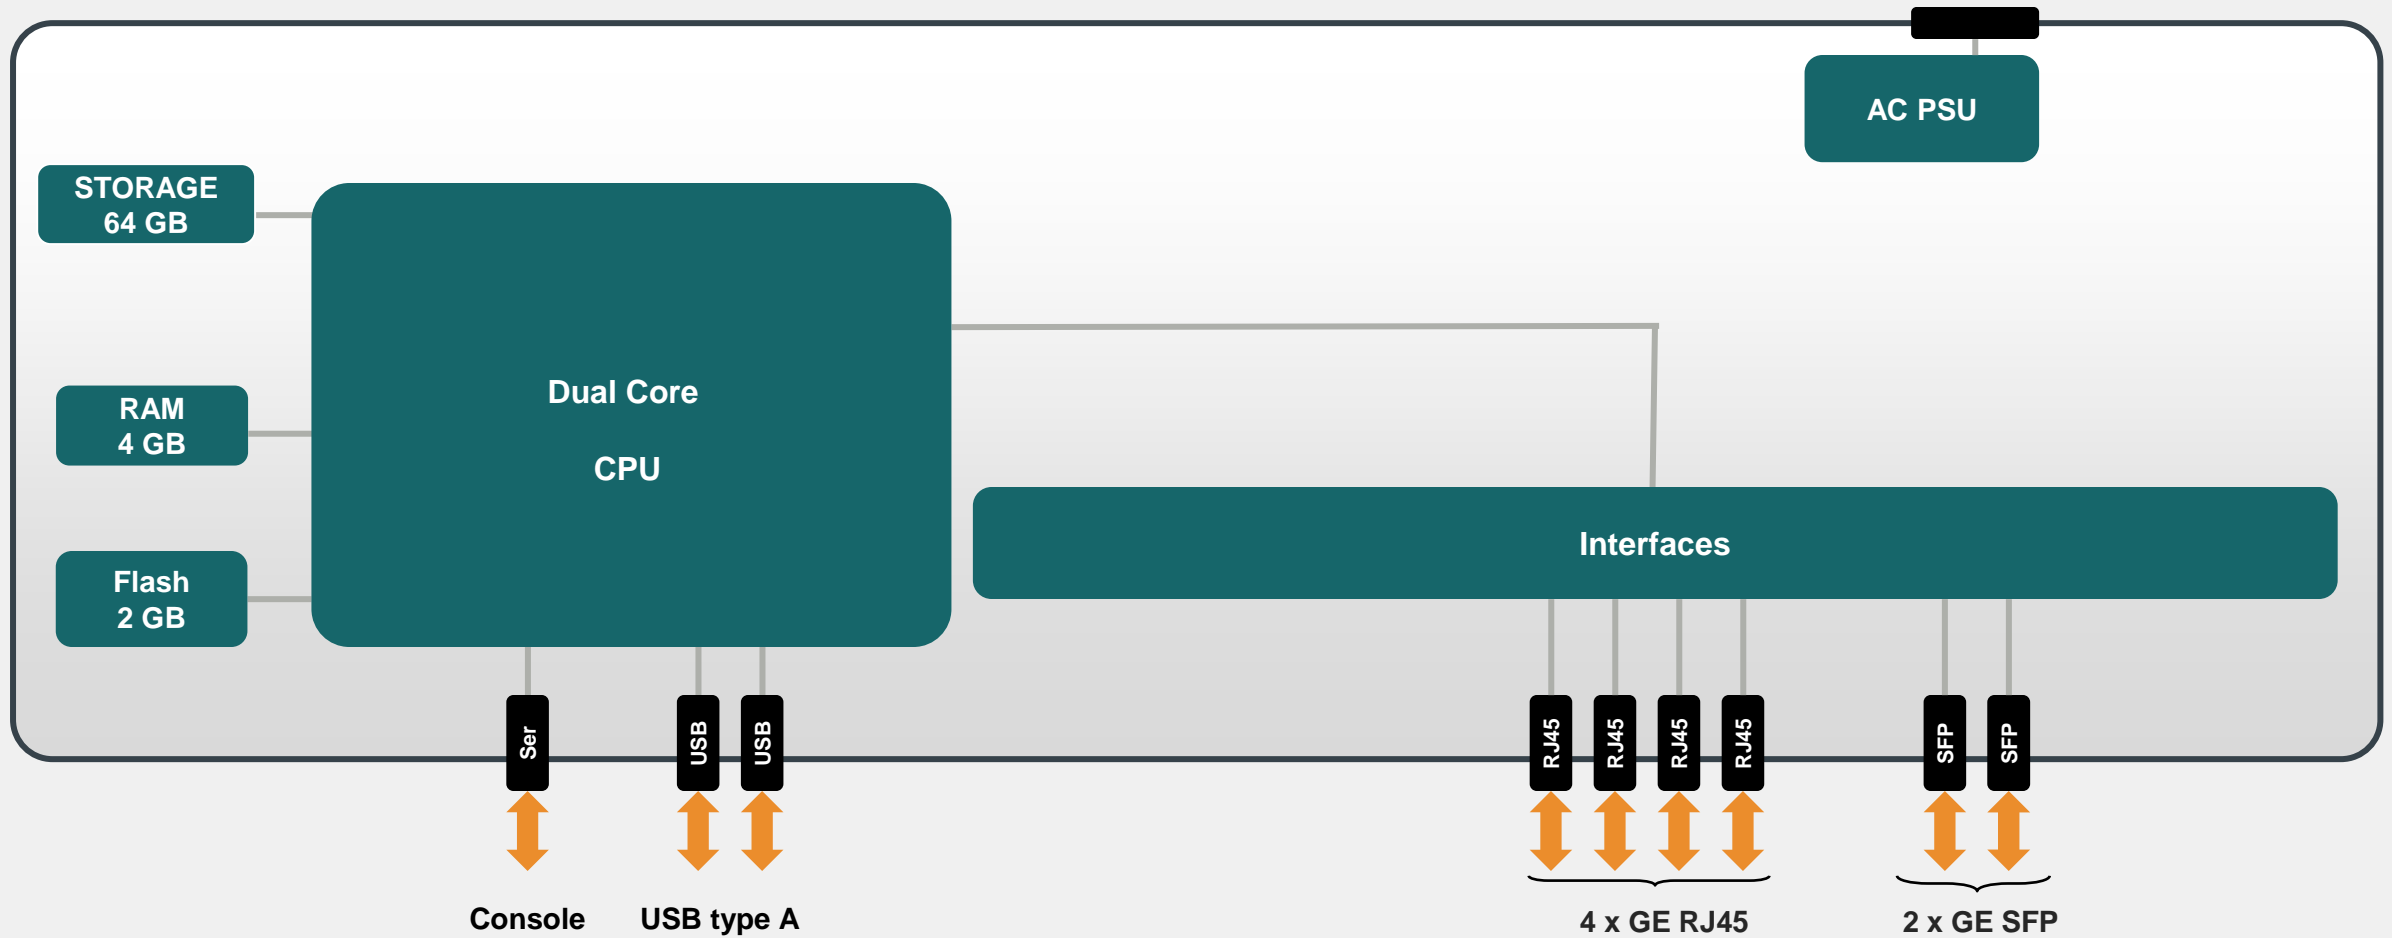 AC PSU
STORAGE
64 GB
RAM
4 GB
Flash
2 GB
Dual Core
CPU
Interfaces
Ser
USB
USB
RJ45
RJ45
RJ45
RJ45
SFP
SFP
Console
USB type A
4 x GE RJ45
2 x GE SFP